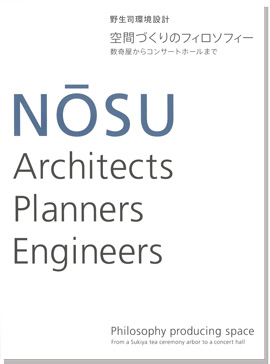 野生司環境設計
空間づくりのフィロソフィー
数奇屋からコンサートホールまで
NŌSU
Architects
Planners
Engineers
Philosophy producing space
From a Sukiya tea ceremony arbor to a concert hall